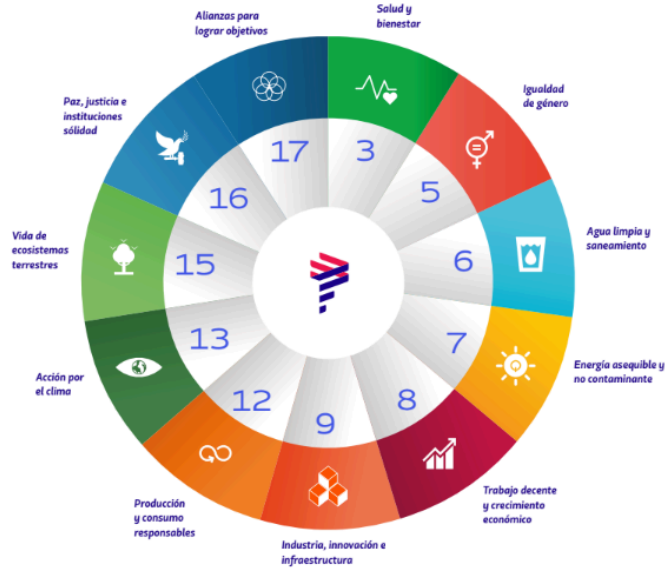 Salud y
bienestar
3
Igualdad
de género
5
Agua limpia y
saneamiento
6
Energía asequible y
no contaminante
7
Trabajo decente
y crecimiento
económico
8
Industria, innovación e
infraestructura
9
Producción
y consumo
responsables
12
Acción por
el clima
13
Vida de
ecosistemas
terrestres
15
Paz, justicia e
instituciones
sólidad
16
Alianzas para
lograr objetivos
17